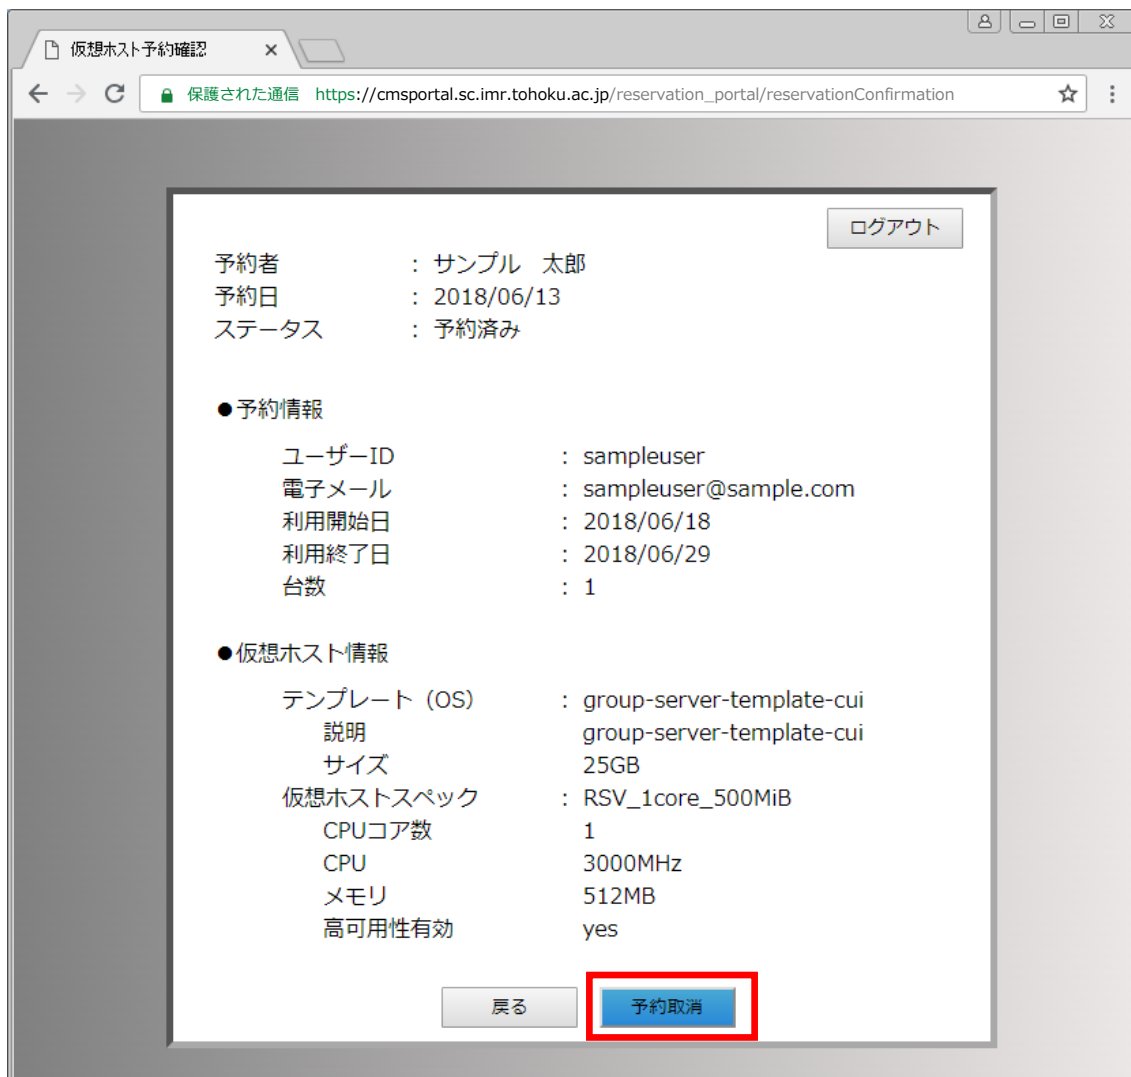 仮想ホスト予約確認
保護された通信 https://cmsportal.sc.imr.tohoku.ac.jp/reservation_portal/reservationConfirmation
ログアウト
予約者 : サンプル 太郎
予約日 : 2018/06/13
ステータス : 予約済み
●予約情報
ユーザーID : sampleuser
電子メール : sampleuser@sample.com
利用開始日 : 2018/06/18
利用終了日 : 2018/06/29
台数 : 1
●仮想ホスト情報
テンプレート（OS） : group-server-template-cui
説明 group-server-template-cui
サイズ 25GB
仮想ホストスペック : RSV_1core_500MiB
CPUコア数 1
CPU 3000MHz
メモリ 512MB
高可用性有効 yes
戻る 予約取消